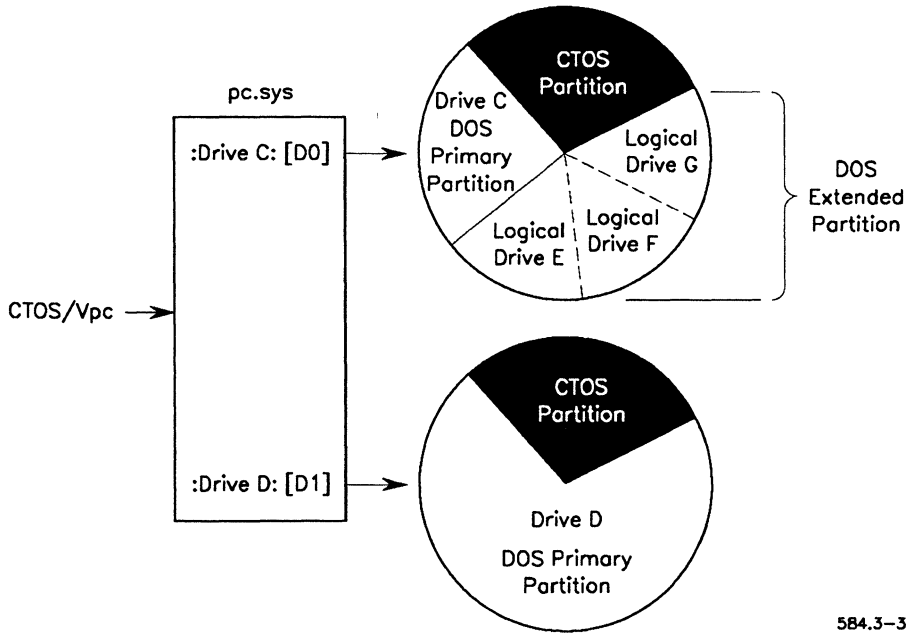 pc.sys
:Drive C: [D0]
CTOS/Vpc
:Drive D: [D1]
CTOS
Partition
Drive C
DOS
Primary
Partition
Logical
Drive G
Logical
Drive F
Logical
Drive E
DOS
Extended
Partition
CTOS
Partition
Drive D
DOS Primary
Partition
584.3-3